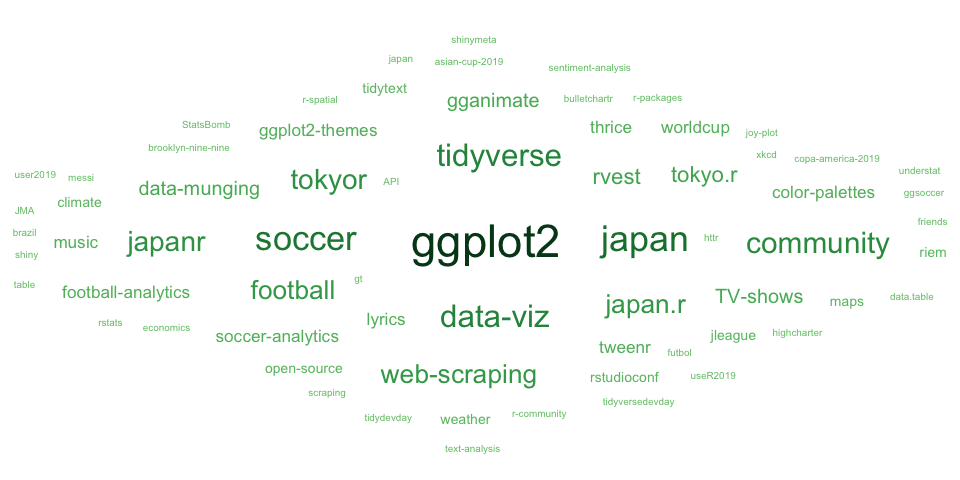 shinymeta
japan asian-cup-2019
sentiment-analysis
tidytext
r-spatial gganimate bulletchartr r-packages
StatsBomb ggplot2-themes thrice worldcup joy-plot
brooklyn-nine-nine tidyverse xkcd copa-america-2019
user2019 messi data-munging tokyor API rvest tokyo.r color-palettes understat
ggsoccer
JMA climate
brazil music japanr soccer ggplot2 japan httr community friends
shiny riem
table football-analytics football gt japan.r TV-shows maps data.table
rstats economics soccer-analytics lyrics data-viz jleague highcharter
tweenr futbol
open-source web-scraping rstudioconf useR2019
scraping tidyversedevday
tidydevday weather r-community
text-analysis